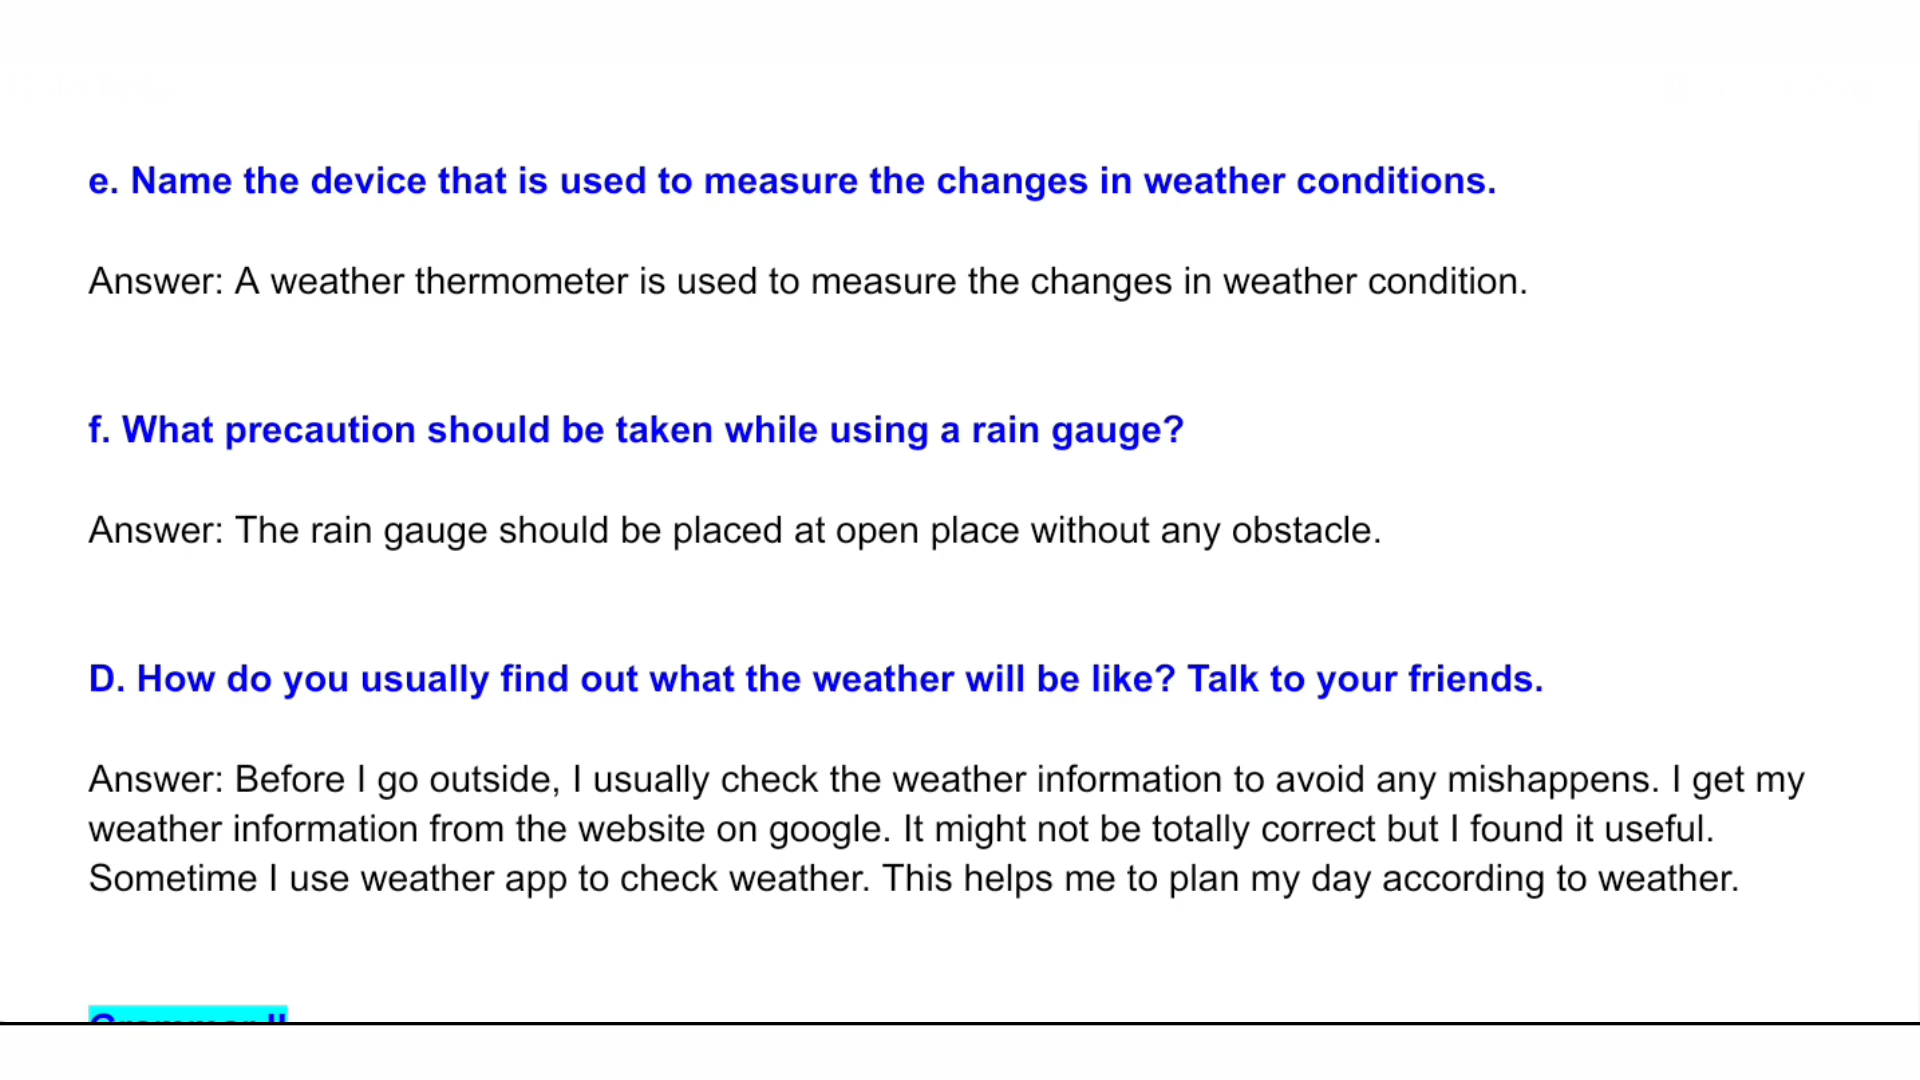 e. Name the device that is used to measure the changes in weather conditions.
Answer: A weather thermometer is used to measure the changes in weather condition.
f. What precaution should be taken while using a rain gauge?
Answer: The rain gauge should be placed at open place without any obstacle.
D. How do you usually find out what the weather will be like? Talk to your friends.
Answer: Before I go outside, I usually check the weather information to avoid any mishappens. I get my
weather information from the website on google. It might not be totally correct but I found it useful.
Sometime I use weather app to check weather. This helps me to plan my day according to weather.